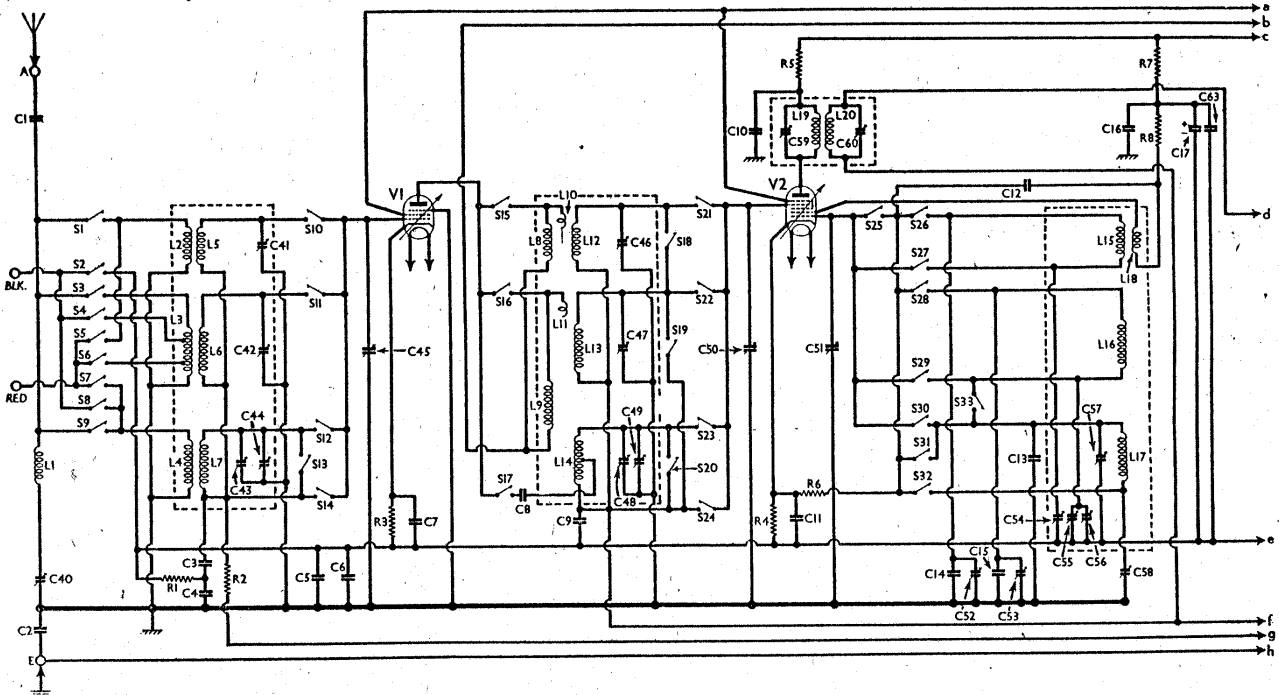 a
b
c
A
C1
R5
R7
C63
C10
L19
C59
L20
C60
C16
R8
C17
V1
V2
C12
d
S1
L2
L5
C41
S10
S15
L10
L8
L12
C46
S18
S21
S25
S26
L15
L18
BLK.
S2
S3
S4
L3
S5
S6
S7
S8
S9
RED
L6
C42
S11
C45
S16
L11
L13
C47
S19
S22
C50
C51
S27
S28
L16
S29
S33
L1
L4
L7
C44
C43
S12
S13
S14
L9
L14
C49
C48
S17
C8
S23
S20
S24
S30
S31
S32
C13
C57
L17
R6
R3
C7
C9
R4
C11
C54
C55
C56
C58
e
C40
C3
R1
C4
R2
C5
C6
C14
C52
C15
C53
C2
E
f
g
h